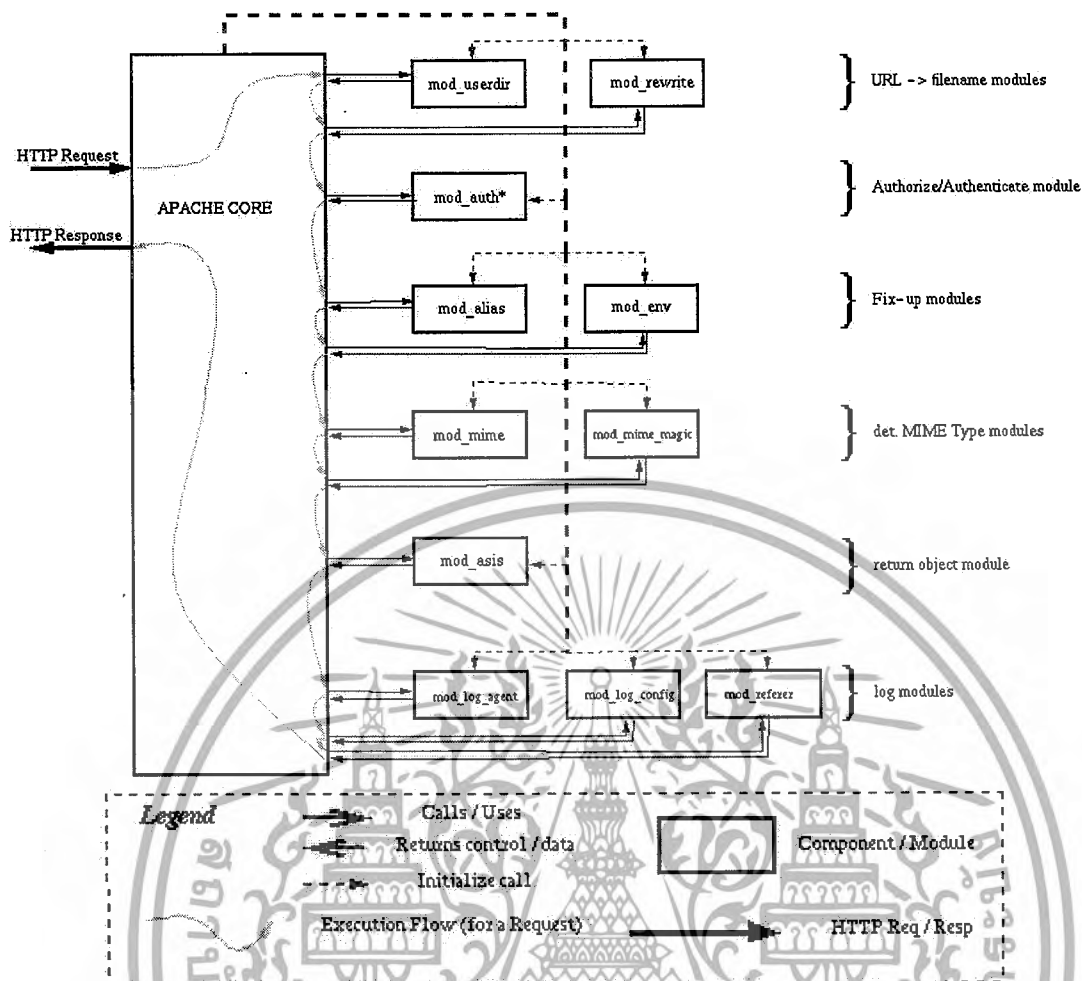 mod_userdir
mod_rewrite
URL -> filename modules
HTTP Request
mod_auth*
Authorize/Authenticate module
APACHE CORE
HTTP Response
mod_alias
mod_env
Fix-up modules
mod_mime
mod_mime_magic
det. MIME Type modules
mod_asis
return object module
mod_log_agent
mod_log_config
mod_referer
log modules
Legend
Calls / Uses
Returns control / data
Component / Module
Initialize call
Execution Flow (for a Request)
HTTP Req / Resp